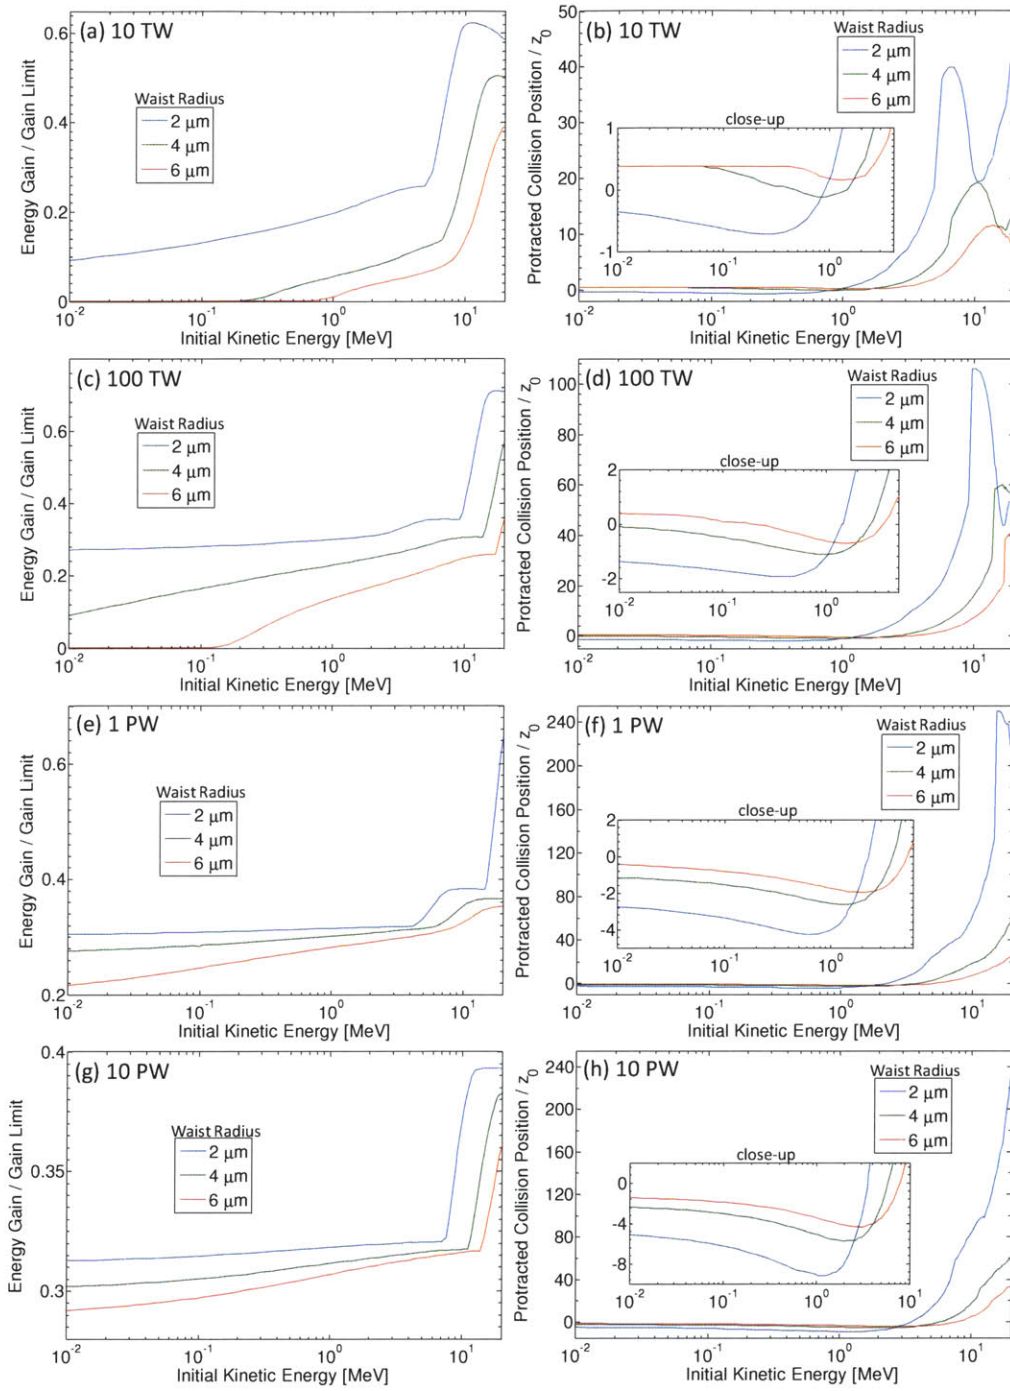 (a) 10 TW
Energy Gain / Gain Limit
0.6
0.4
0.2
0
Waist Radius
2 μm
4 μm
6 μm
10^-2
10^-1
10^0
10^1
Initial Kinetic Energy [MeV]
(b) 10 TW
Protracted Collision Position / z_0
50
40
30
20
10
0
Waist Radius
2 μm
4 μm
6 μm
close-up
1
0
-1
10^-2
10^-1
10^0
10^-2
10^-1
10^0
10^1
Initial Kinetic Energy [MeV]
(c) 100 TW
Energy Gain / Gain Limit
0.6
0.4
0.2
0
Waist Radius
2 μm
4 μm
6 μm
10^-2
10^-1
10^0
10^1
Initial Kinetic Energy [MeV]
(d) 100 TW
Protracted Collision Position / z_0
100
80
60
40
20
0
Waist Radius
2 μm
4 μm
6 μm
close-up
2
0
-2
10^-2
10^-1
10^0
10^-2
10^-1
10^0
10^1
Initial Kinetic Energy [MeV]
(e) 1 PW
Energy Gain / Gain Limit
0.6
0.4
0.2
Waist Radius
2 μm
4 μm
6 μm
10^-2
10^-1
10^0
10^1
Initial Kinetic Energy [MeV]
(f) 1 PW
Protracted Collision Position / z_0
240
200
160
120
80
40
0
Waist Radius
2 μm
4 μm
6 μm
close-up
2
0
-2
-4
10^-2
10^-1
10^0
10^-2
10^-1
10^0
10^1
Initial Kinetic Energy [MeV]
(g) 10 PW
Energy Gain / Gain Limit
0.4
0.35
0.3
Waist Radius
2 μm
4 μm
6 μm
10^-2
10^-1
10^0
10^1
Initial Kinetic Energy [MeV]
(h) 10 PW
Protracted Collision Position / z_0
240
200
160
120
80
40
0
Waist Radius
2 μm
4 μm
6 μm
close-up
0
-4
-8
10^-2
10^-1
10^0
10^1
10^-2
10^-1
10^0
10^1
Initial Kinetic Energy [MeV]